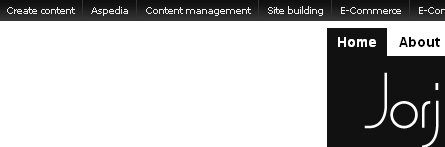 Create content Aspedia Content management Site building E-Commerce
Home About
Jorj